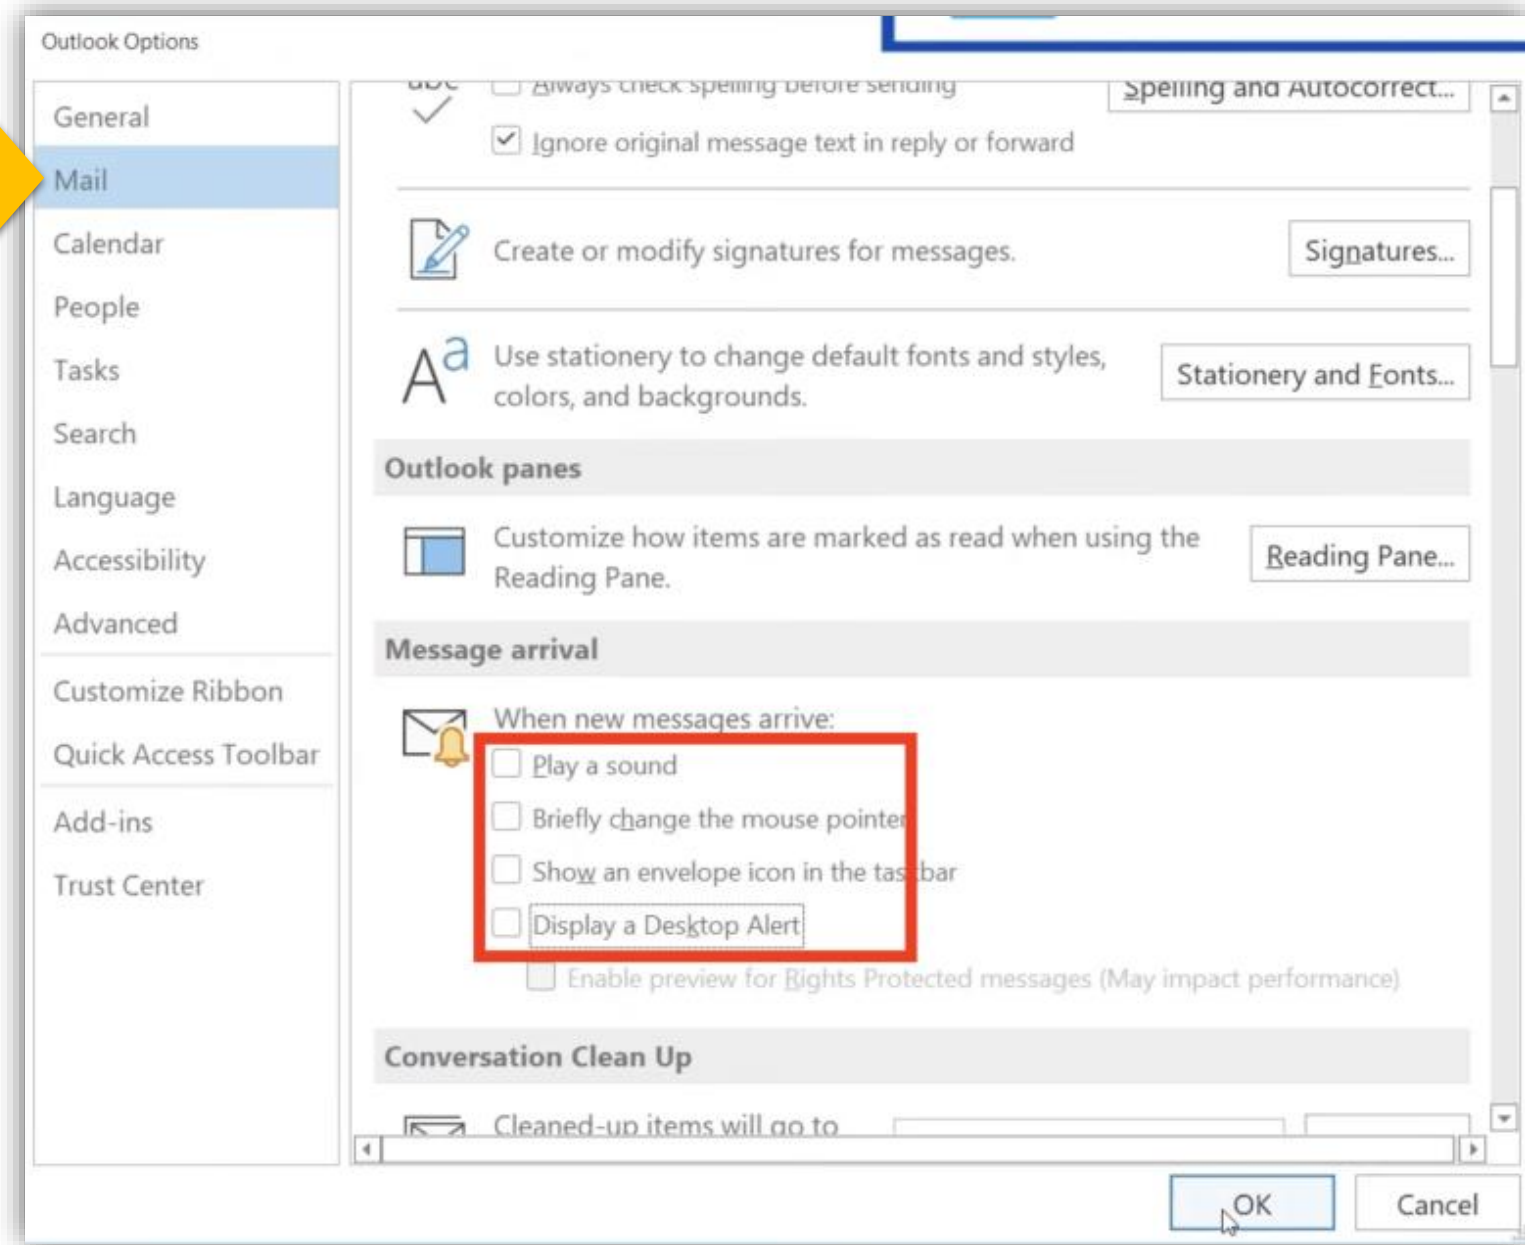 Outlook Options
General
Mail
Calendar
People
Tasks
Search
Language
Accessibility
Advanced
Customize Ribbon
Quick Access Toolbar
Add-ins
Trust Center
abc
Always check spelling before sending
Spelling and Autocorrect...
Ignore original message text in reply or forward
Create or modify signatures for messages.
Signatures...
Aa
Use stationery to change default fonts and styles,
colors, and backgrounds.
Stationery and Fonts...
Outlook panes
Customize how items are marked as read when using the
Reading Pane.
Reading Pane...
Message arrival
When new messages arrive:
Play a sound
Briefly change the mouse pointer
Show an envelope icon in the taskbar
Display a Desktop Alert
Enable preview for Rights Protected messages (May impact performance)
Conversation Clean Up
Cleaned-up items will go to
OK
Cancel